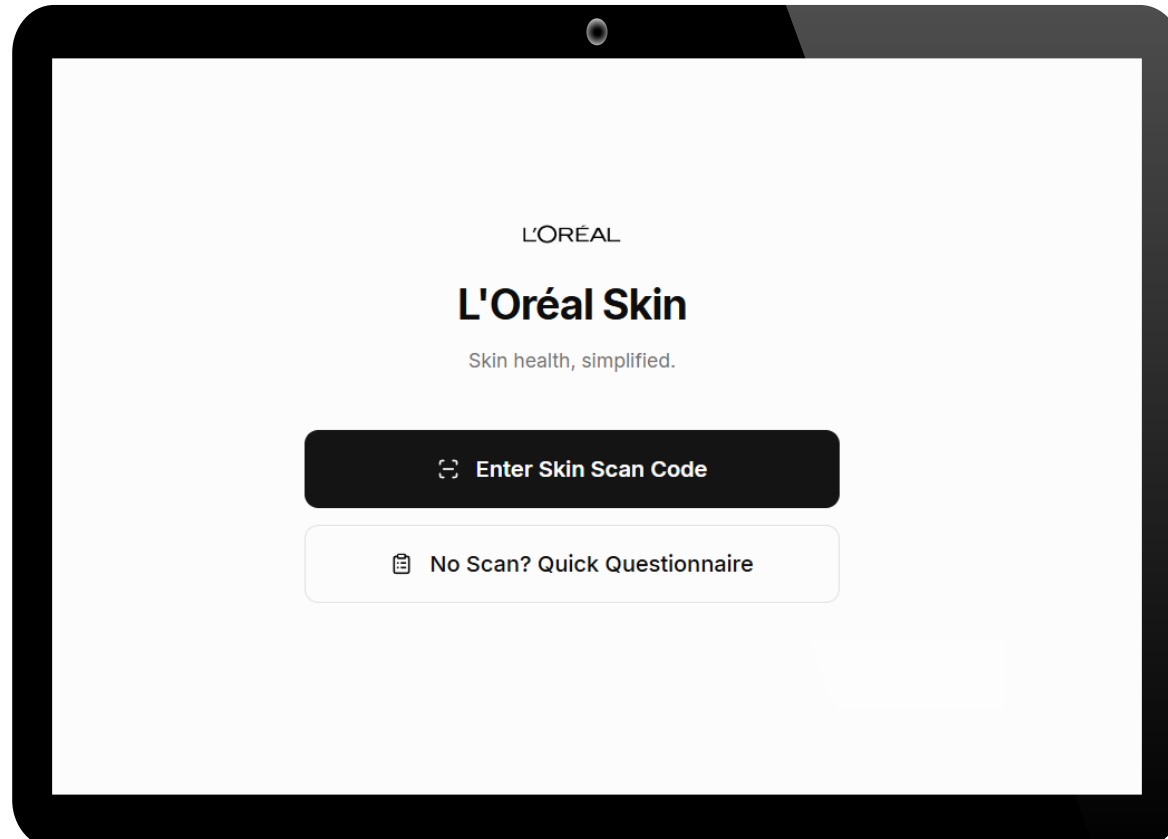 L'ORÉAL
L'Oréal Skin
Skin health, simplified.
Enter Skin Scan Code
No Scan? Quick Questionnaire